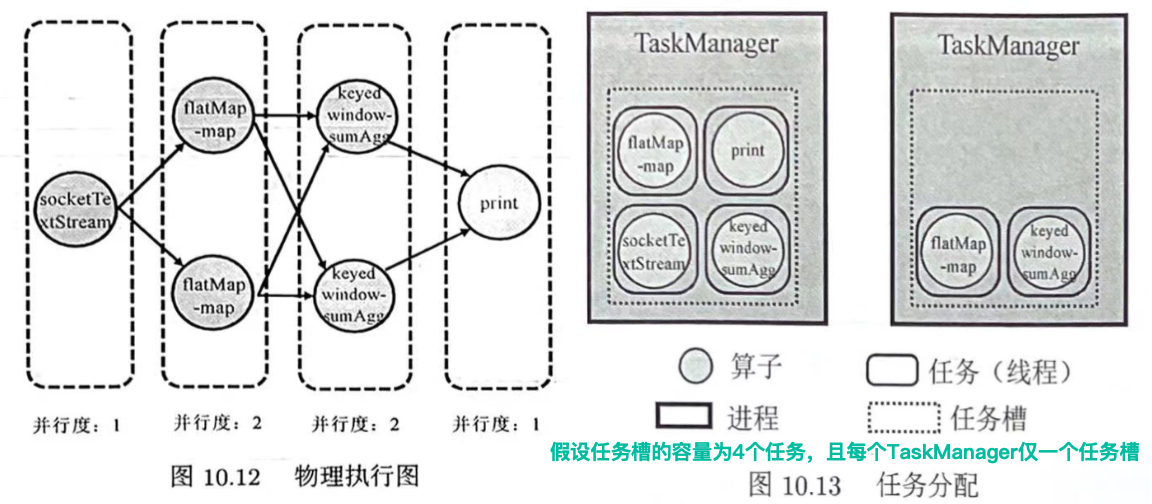 socketTe
xtStream
flatMap
-map
flatMap
-map
keyed
window-
sumAgg
keyed
window-
sumAgg
print
并行度：1
并行度：2
并行度：2
并行度：1
图 10.12 物理执行图
TaskManager
flatMap
-map
print
socketTe
xtStream
keyed
window-
sumAgg
TaskManager
flatMap
-map
keyed
window-
sumAgg
算子
任务（线程）
进程
任务槽
假设任务槽的容量为4个任务，且每个TaskManager仅一个任务槽
图 10.13 任务分配